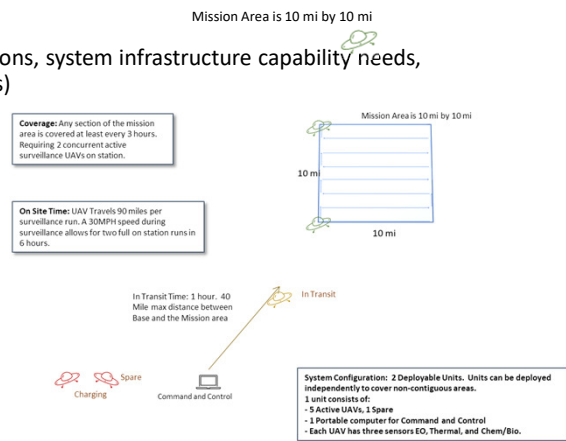 Mission Area is 10 mi by 10 mi
ons, system infrastructure capability needs,
s)
Coverage: Any section of the mission
area is covered at least every 3 hours.
Requiring 2 concurrent active
surveillance UAVs on station.
Mission Area is 10 mi by 10 mi
10 mi
10 mi
On Site Time: UAV Travels 90 miles per
surveillance run. A 30MPH speed during
surveillance allows for two full on station runs in
6 hours.
In Transit Time: 1 hour. 40
Mile max distance between
Base and the Mission area
In Transit
Spare
Charging
Command and Control
System Configuration: 2 Deployable Units. Units can be deployed
independently to cover non-contiguous areas.
1 unit consists of:
- 5 Active UAVs, 1 Spare
- 1 Portable computer for Command and Control
- Each UAV has three sensors EO, Thermal, and Chem/Bio.